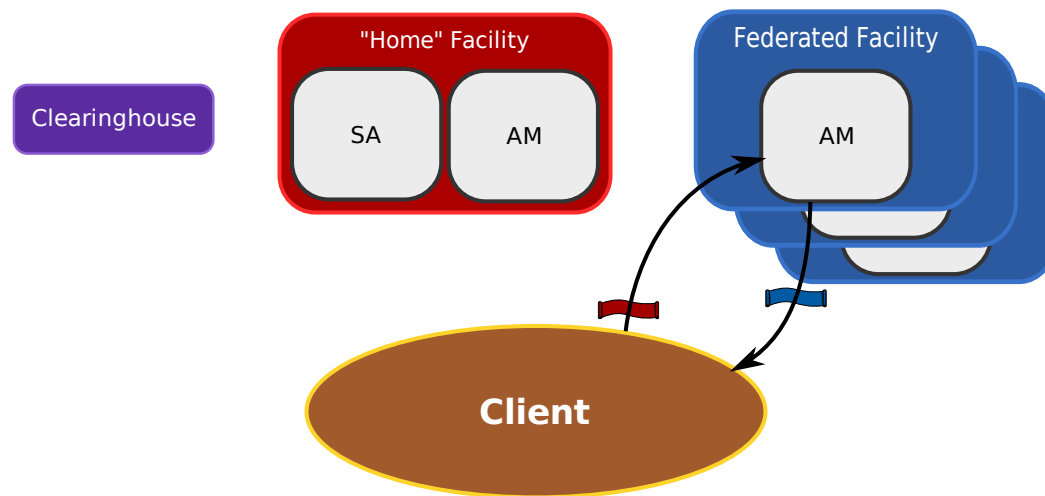 "Home" Facility
Federated Facility
Clearinghouse
SA
AM
AM
Client